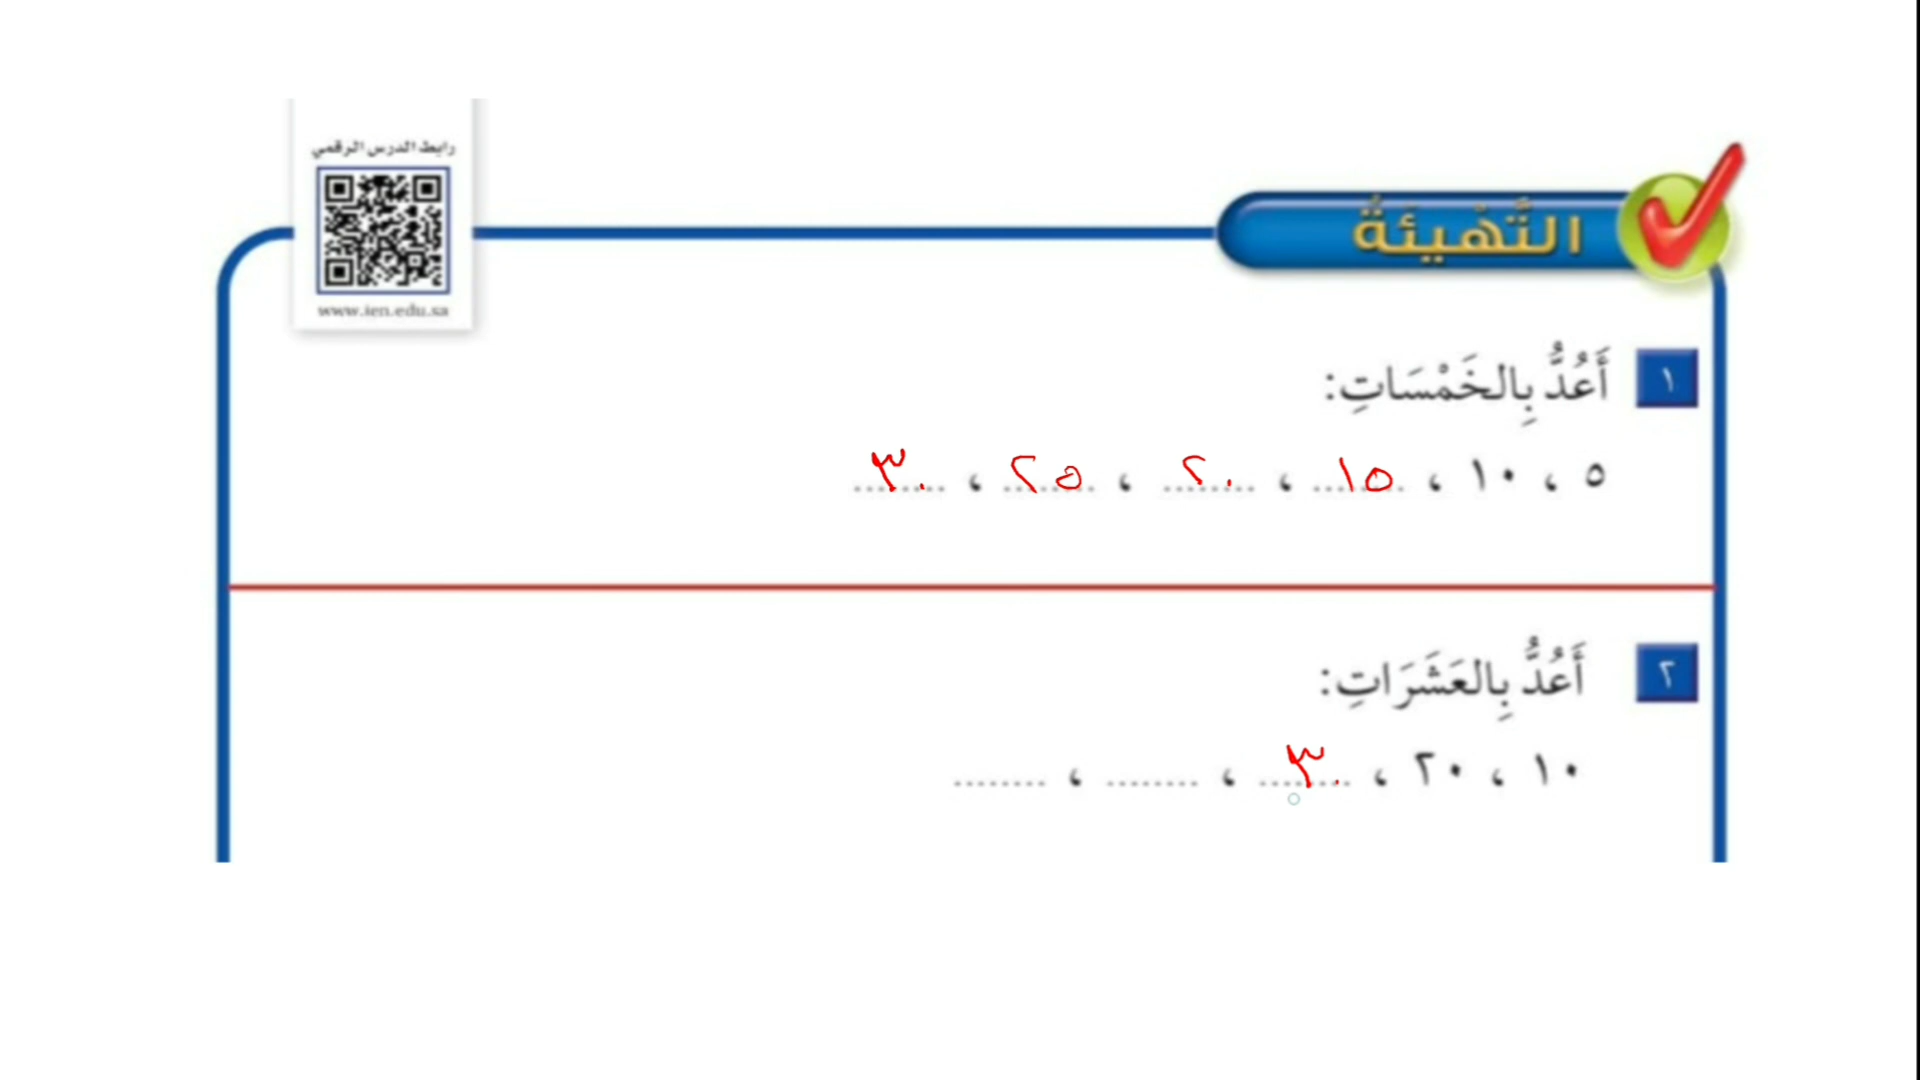 رابط الدرس الرقمي
www.ien.edu.sa
التَّهْيِئَةُ
١ أَعُدُّ بِالخَمْسَاتِ:
٥ ، ١٠ ، ١٥ ، ٢٠ ، ٢٥ ، ٣٠
٢ أَعُدُّ بِالعَشَرَاتِ:
١٠ ، ٢٠ ، ٣٠ ، ........ ، ........